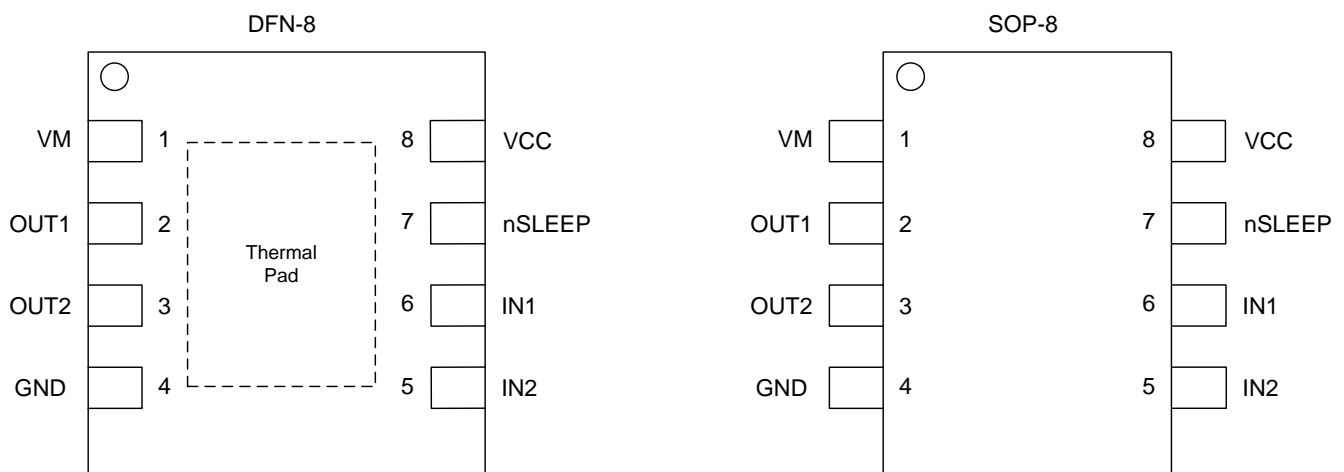 DFN-8
VM 1 8 VCC
OUT1 2 7 nSLEEP
Thermal
Pad
OUT2 3 6 IN1
GND 4 5 IN2
SOP-8
VM 1 8 VCC
OUT1 2 7 nSLEEP
OUT2 3 6 IN1
GND 4 5 IN2